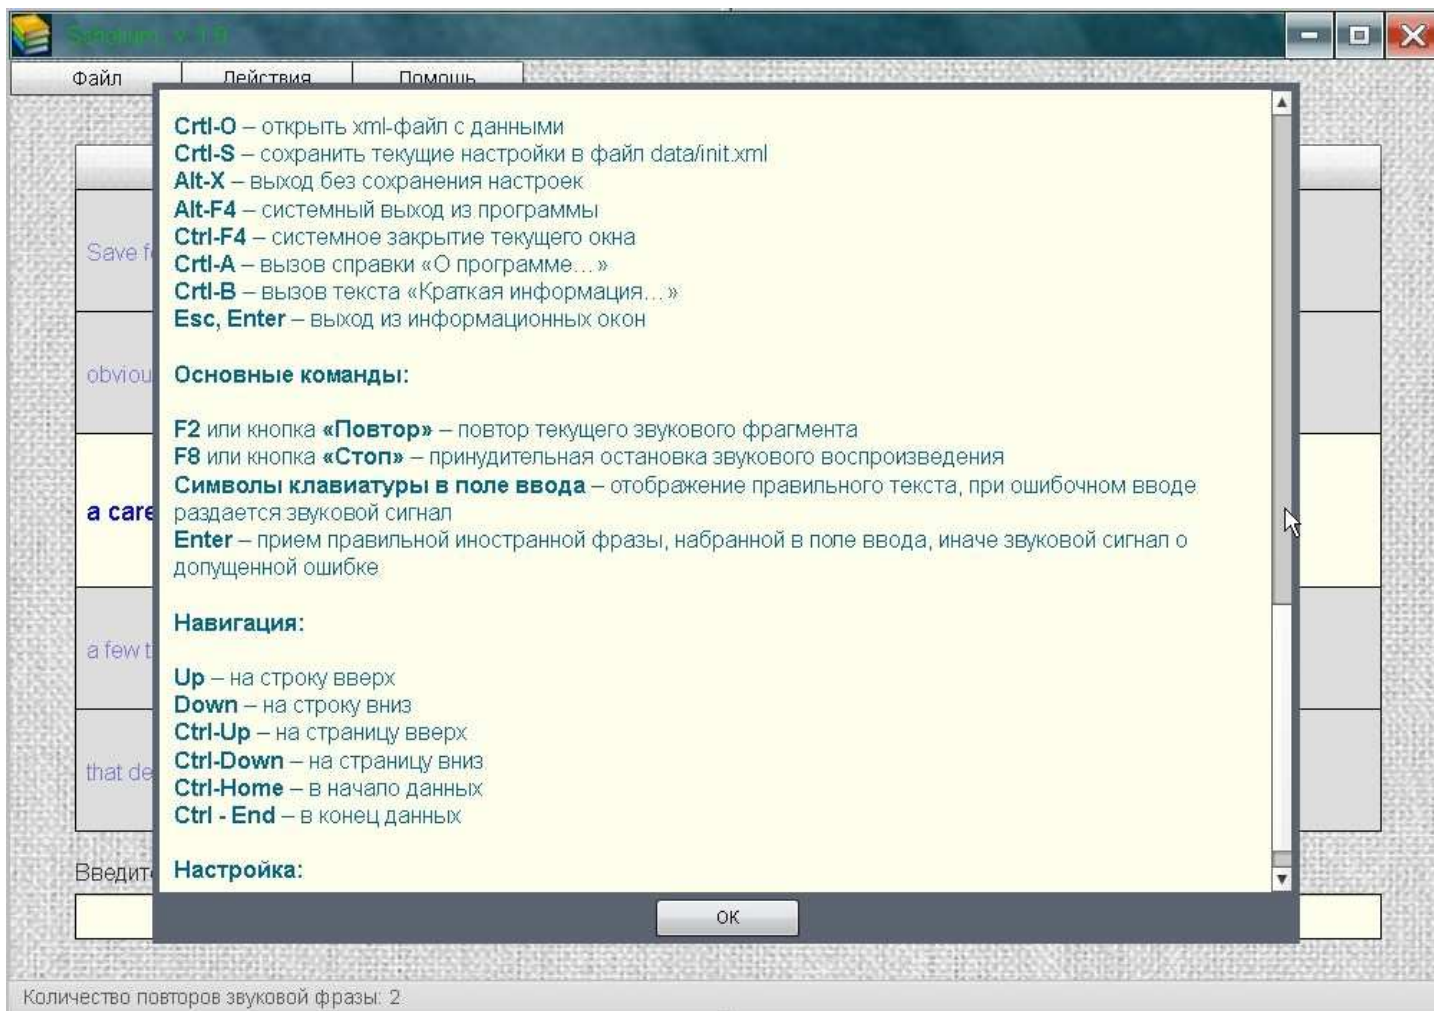 Scholium, v 1.0
Файл Действия Помощь
Crtl-O – открыть xml-файл с данными
Crtl-S – сохранить текущие настройки в файл data/init.xml
Alt-X – выход без сохранения настроек
Alt-F4 – системный выход из программы
Ctrl-F4 – системное закрытие текущего окна
Crtl-A – вызов справки «О программе…»
Crtl-B – вызов текста «Краткая информация…»
Esc, Enter – выход из информационных окон
Основные команды:
F2 или кнопка «Повтор» – повтор текущего звукового фрагмента
F8 или кнопка «Стоп» – принудительная остановка звукового воспроизведения
Символы клавиатуры в поле ввода – отображение правильного текста, при ошибочном вводе
раздается звуковой сигнал
Enter – прием правильной иностранной фразы, набранной в поле ввода, иначе звуковой сигнал о
допущенной ошибке
Навигация:
Up – на строку вверх
Down – на строку вниз
Ctrl-Up – на страницу вверх
Ctrl-Down – на страницу вниз
Ctrl-Home – в начало данных
Ctrl - End – в конец данных
Настройка:
OK
Save
obviou
a care
a few t
that de
Введит
Количество повторов звуковой фразы: 2